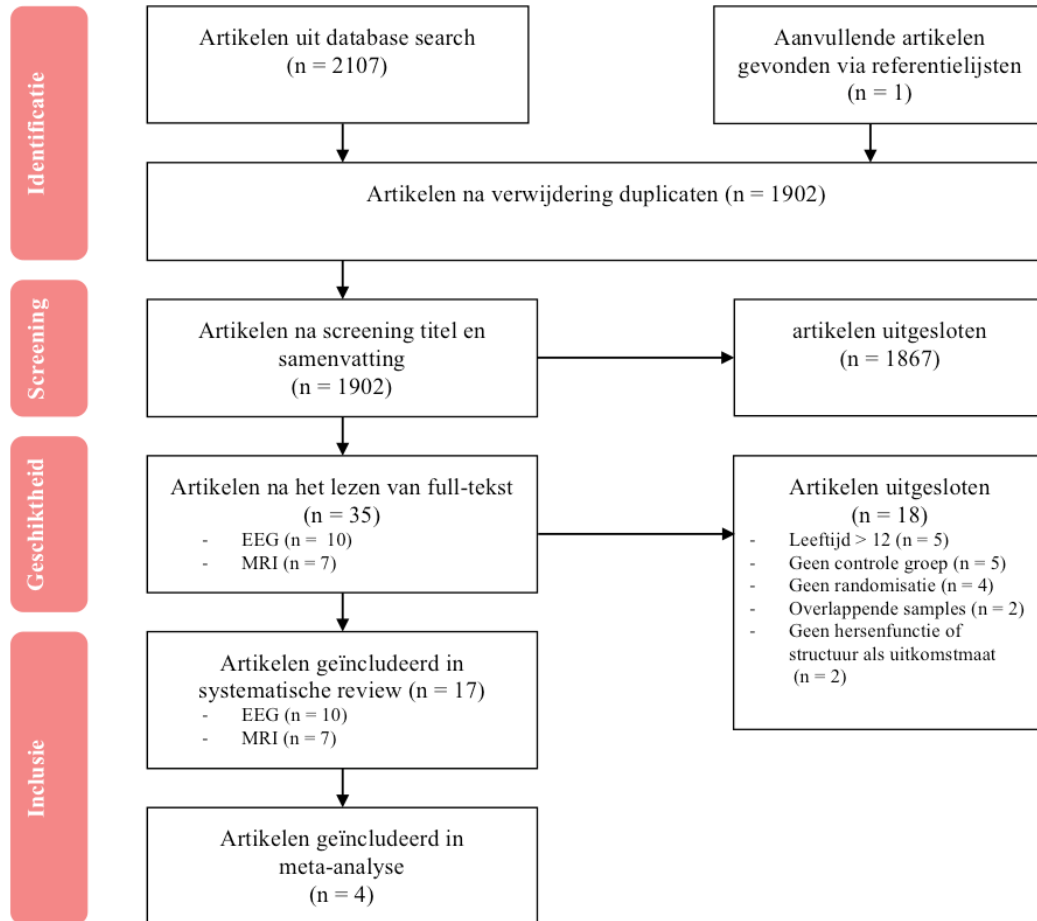 Identificatie
Artikelen uit database search
(n = 2107)
Aanvullende artikelen
gevonden via referentielijsten
(n = 1)
Artikelen na verwijdering duplicaten (n = 1902)
Screening
Artikelen na screening titel en
samenvatting
(n = 1902)
artikelen uitgesloten
(n = 1867)
Geschiktheid
Artikelen na het lezen van full-tekst
(n = 35)
- EEG (n = 10)
- MRI (n = 7)
Artikelen uitgesloten
(n = 18)
- Leeftijd > 12 (n = 5)
- Geen controle groep (n = 5)
- Geen randomisatie (n = 4)
- Overlappende samples (n = 2)
- Geen hersenfunctie of
structuur als uitkomstmaat
(n = 2)
Inclusie
Artikelen geïncludeerd in
systematische review (n = 17)
- EEG (n = 10)
- MRI (n = 7)
Artikelen geïncludeerd in
meta-analyse
(n = 4)